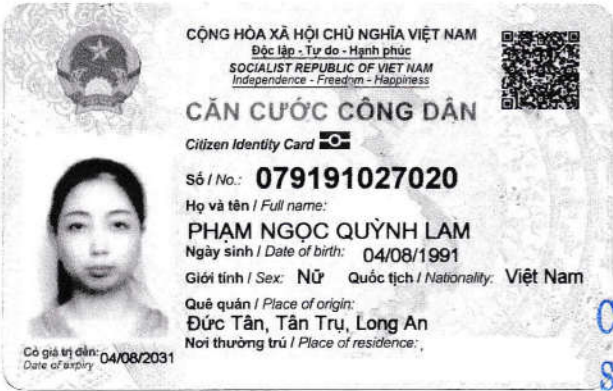 CỘNG HÒA XÃ HỘI CHỦ NGHĨA VIỆT NAM
Độc lập - Tự do - Hạnh phúc
SOCIALIST REPUBLIC OF VIET NAM
Independence - Freedom - Happiness
CĂN CƯỚC CÔNG DÂN
Citizen Identity Card
Số / No.: 079191027020
Họ và tên / Full name:
PHẠM NGỌC QUỲNH LAM
Ngày sinh / Date of birth: 04/08/1991
Giới tính / Sex: Nữ Quốc tịch / Nationality: Việt Nam
Quê quán / Place of origin:
Đức Tân, Tân Trụ, Long An
Nơi thường trú / Place of residence:
Có giá trị đến: 04/08/2031
Date of expiry